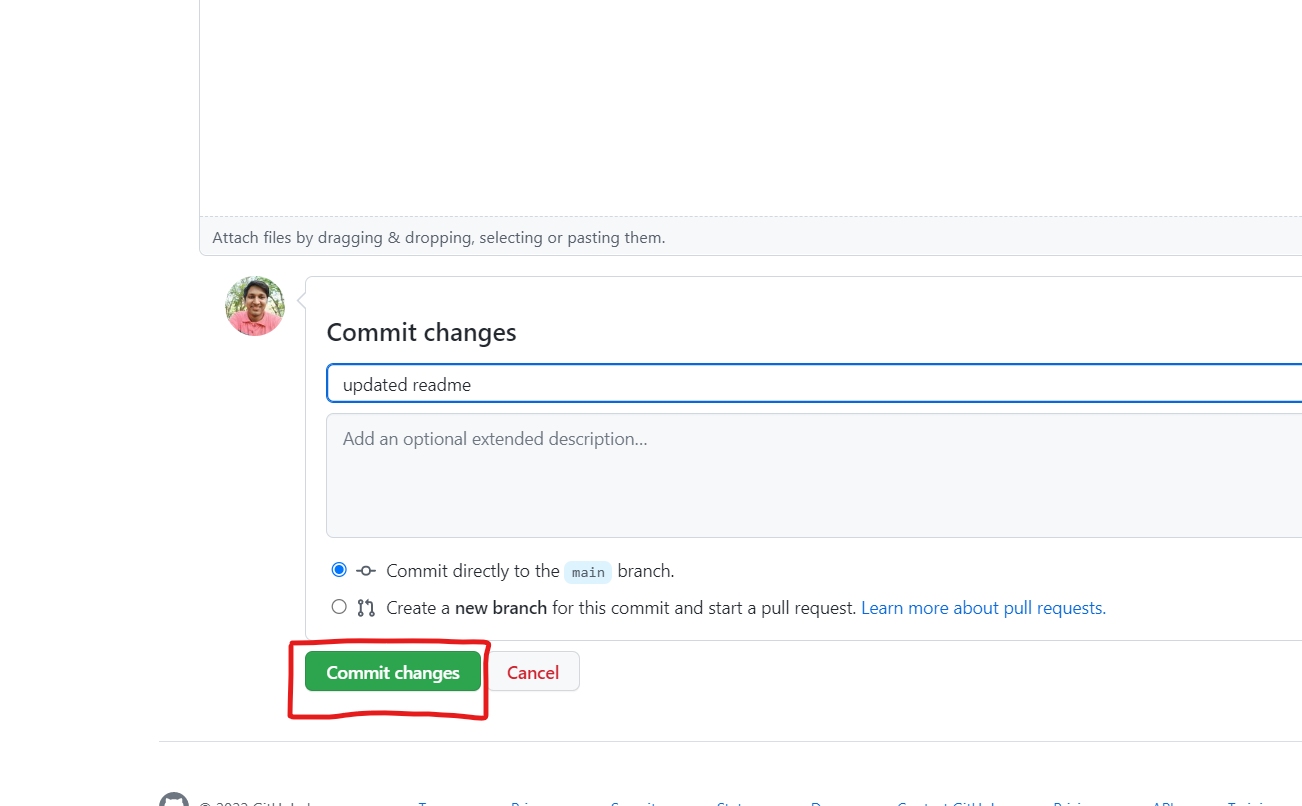 Attach files by dragging & dropping, selecting or pasting them.
Commit changes
updated readme
Add an optional extended description…
Commit directly to the main branch.
Create a new branch for this commit and start a pull request. Learn more about pull requests.
Commit changes Cancel